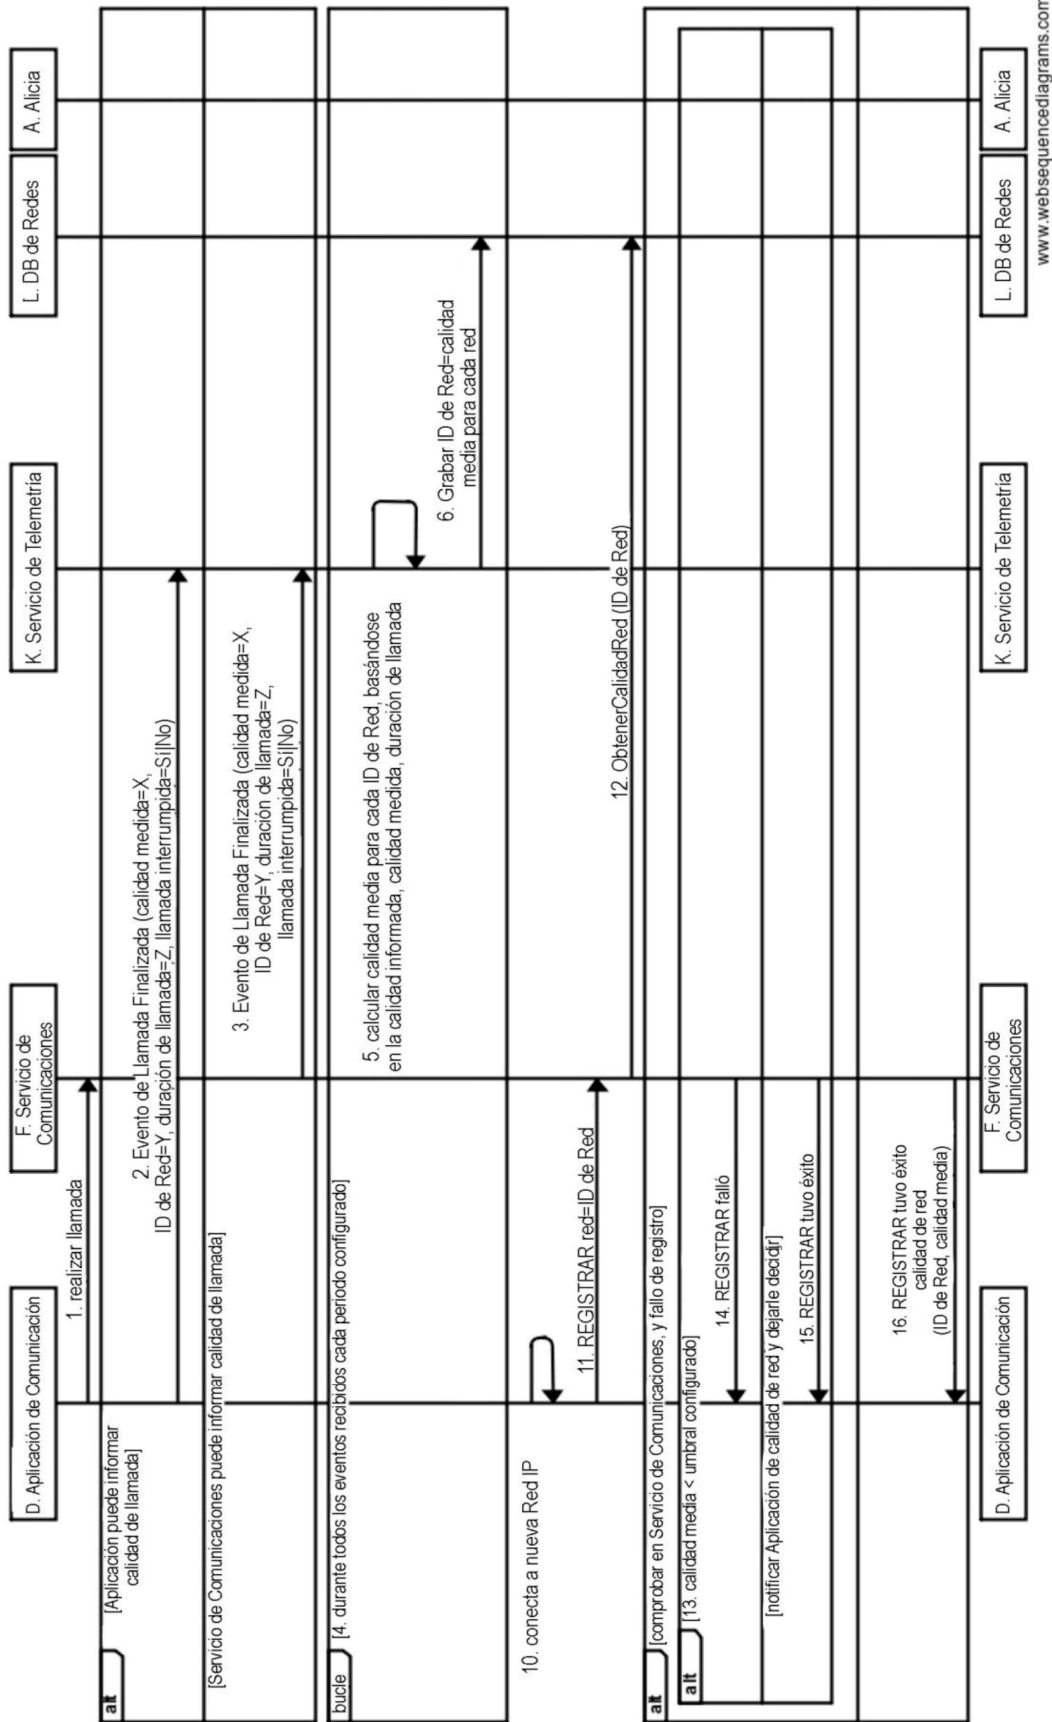 D. Aplicación de Comunicación
F. Servicio de
Comunicaciones
K. Servicio de Telemetría
L. DB de Redes
A. Alicia
1. realizar llamada
alt
[Aplicación puede informar
calidad de llamada]
2. Evento de Llamada Finalizada (calidad medida=X,
ID de Red=Y, duración de llamada=Z, llamada interrumpida=Sí|No)
[Servicio de Comunicaciones puede informar calidad de llamada]
3. Evento de Llamada Finalizada (calidad medida=X,
ID de Red=Y, duración de llamada=Z,
llamada interrumpida=Sí|No)
bucle
[4. durante todos los eventos recibidos cada periodo configurado]
5. calcular calidad media para cada ID de Red, basándose
en la calidad informada, calidad medida, duración de llamada
6. Grabar ID de Red=calidad
media para cada red
10. conecta a nueva Red IP
11. REGISTRAR red=ID de Red
12. ObtenerCalidadRed (ID de Red)
alt
[comprobar en Servicio de Comunicaciones, y fallo de registro]
alt
[13. calidad media < umbral configurado]
14. REGISTRAR falló
[notificar Aplicación de calidad de red y dejarle decidir]
15. REGISTRAR tuvo éxito
16. REGISTRAR tuvo éxito
calidad de red
(ID de Red, calidad media)
D. Aplicación de Comunicación
F. Servicio de
Comunicaciones
K. Servicio de Telemetría
L. DB de Redes
A. Alicia
www.websequencediagrams.com